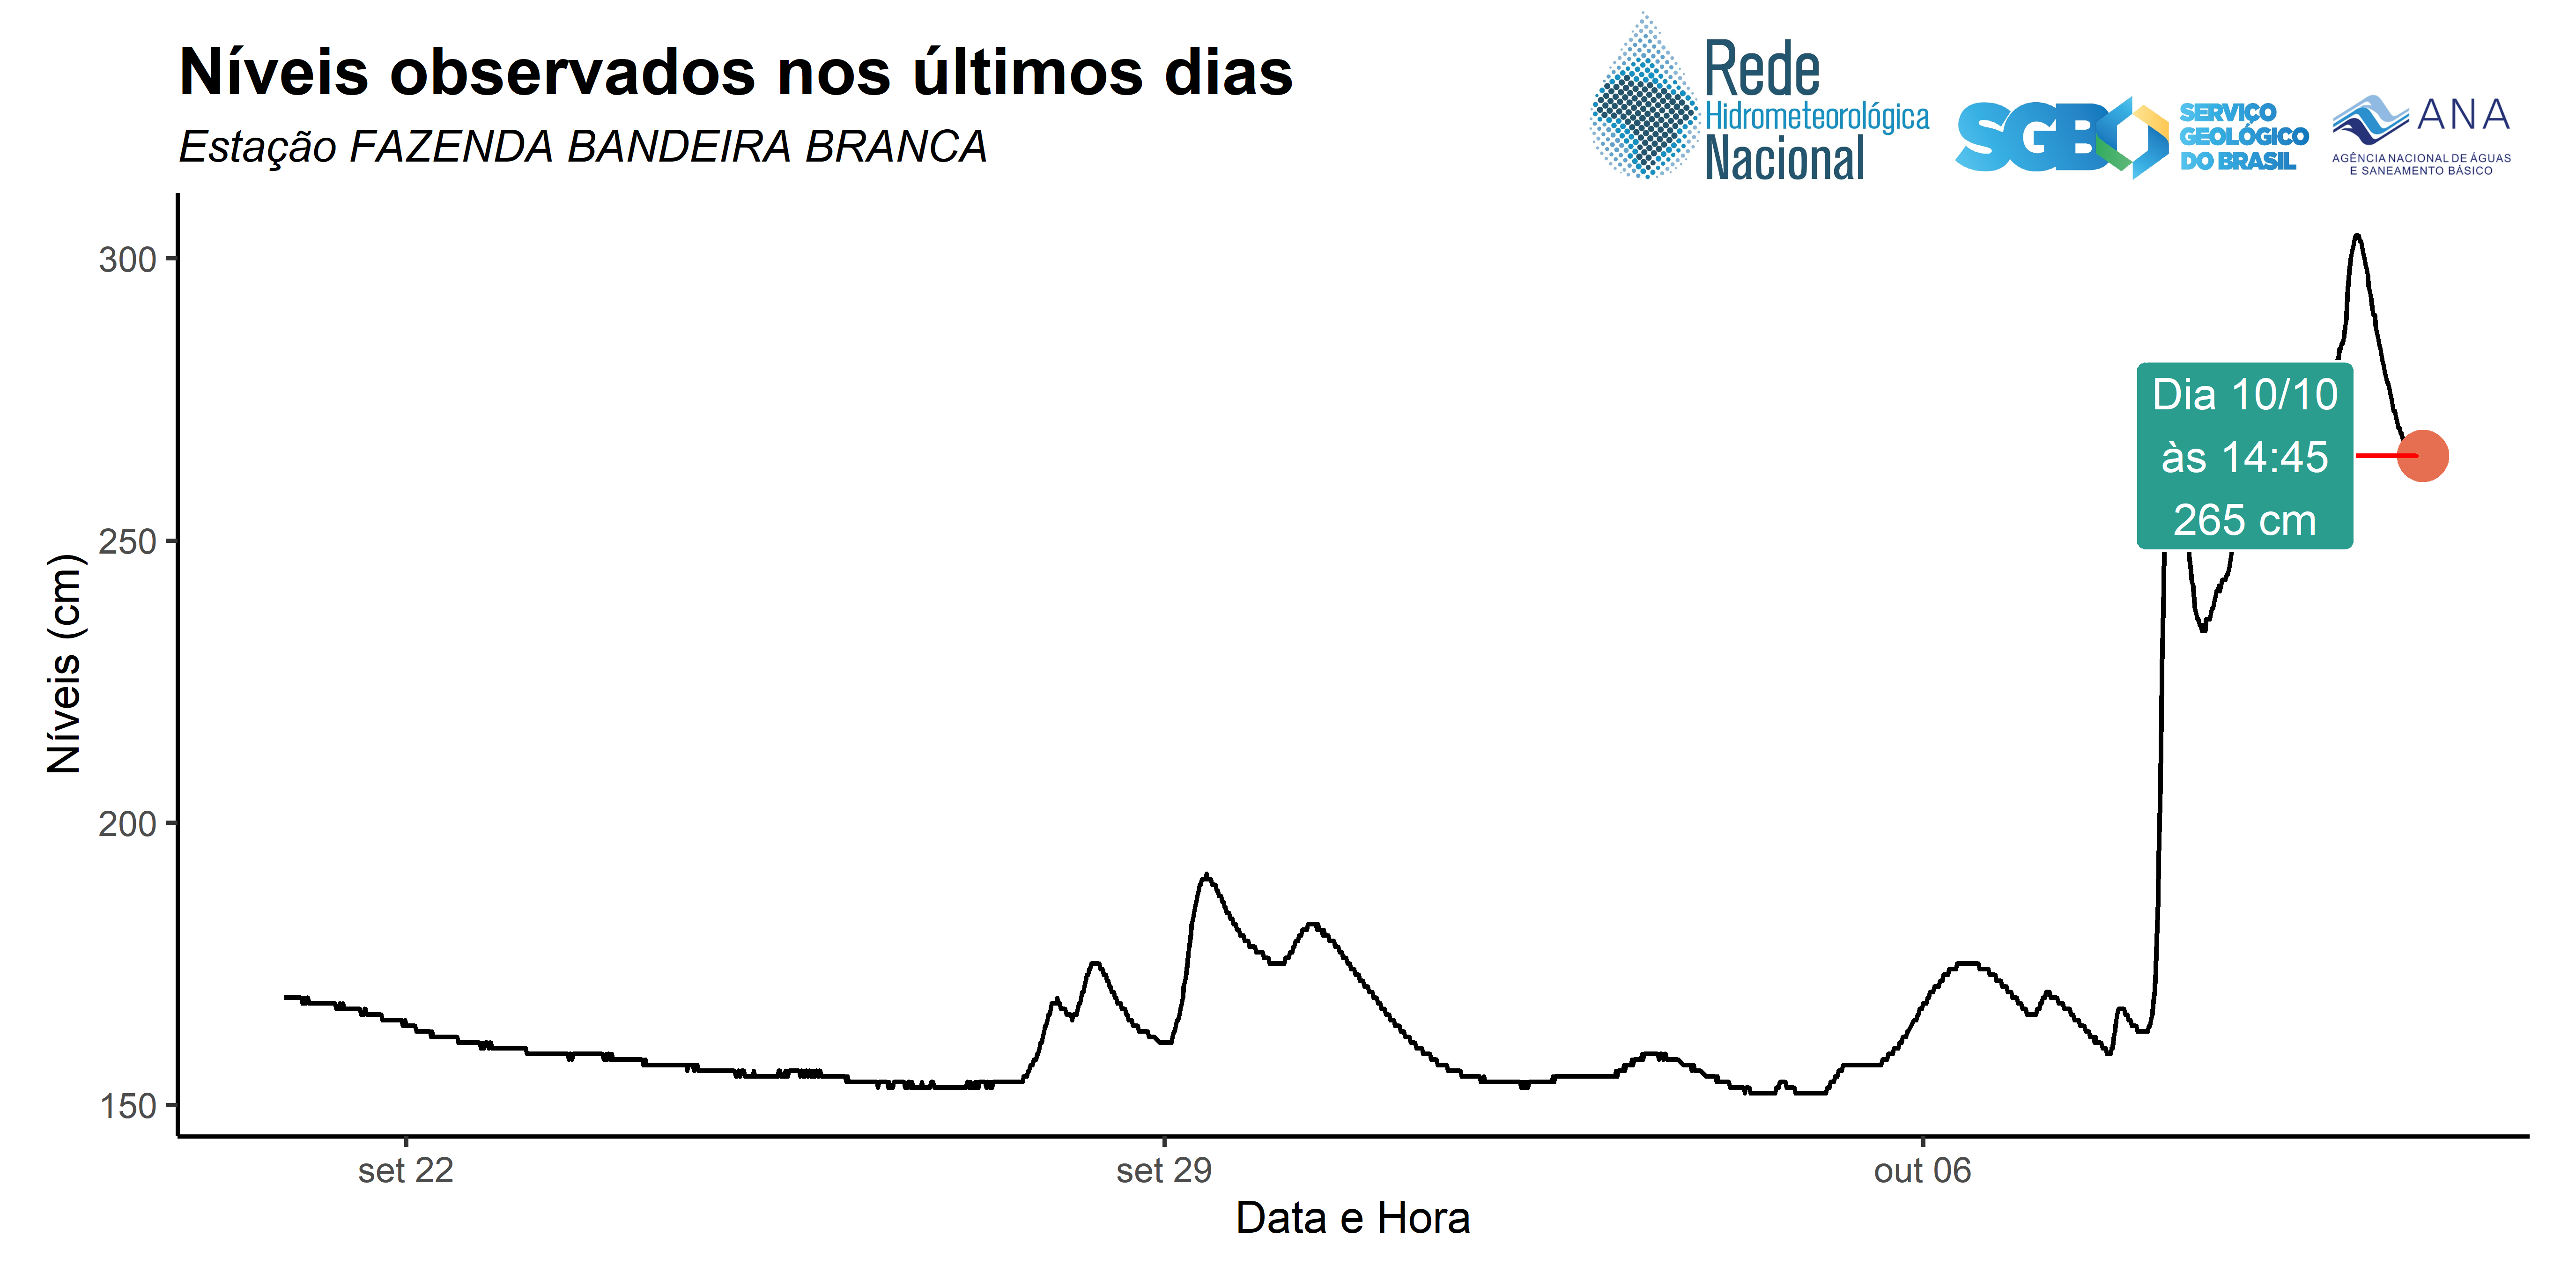 Níveis observados nos últimos dias
Estação FAZENDA BANDEIRA BRANCA
Rede
Hidrometeorológica
Nacional
SGB
SERVIÇO
GEOLÓGICO
DO BRASIL
ANA
AGÊNCIA NACIONAL DE ÁGUAS
E SANEAMENTO BÁSICO
300
250
200
150
Níveis (cm)
Dia 10/10
às 14:45
265 cm
set 22
set 29
out 06
Data e Hora